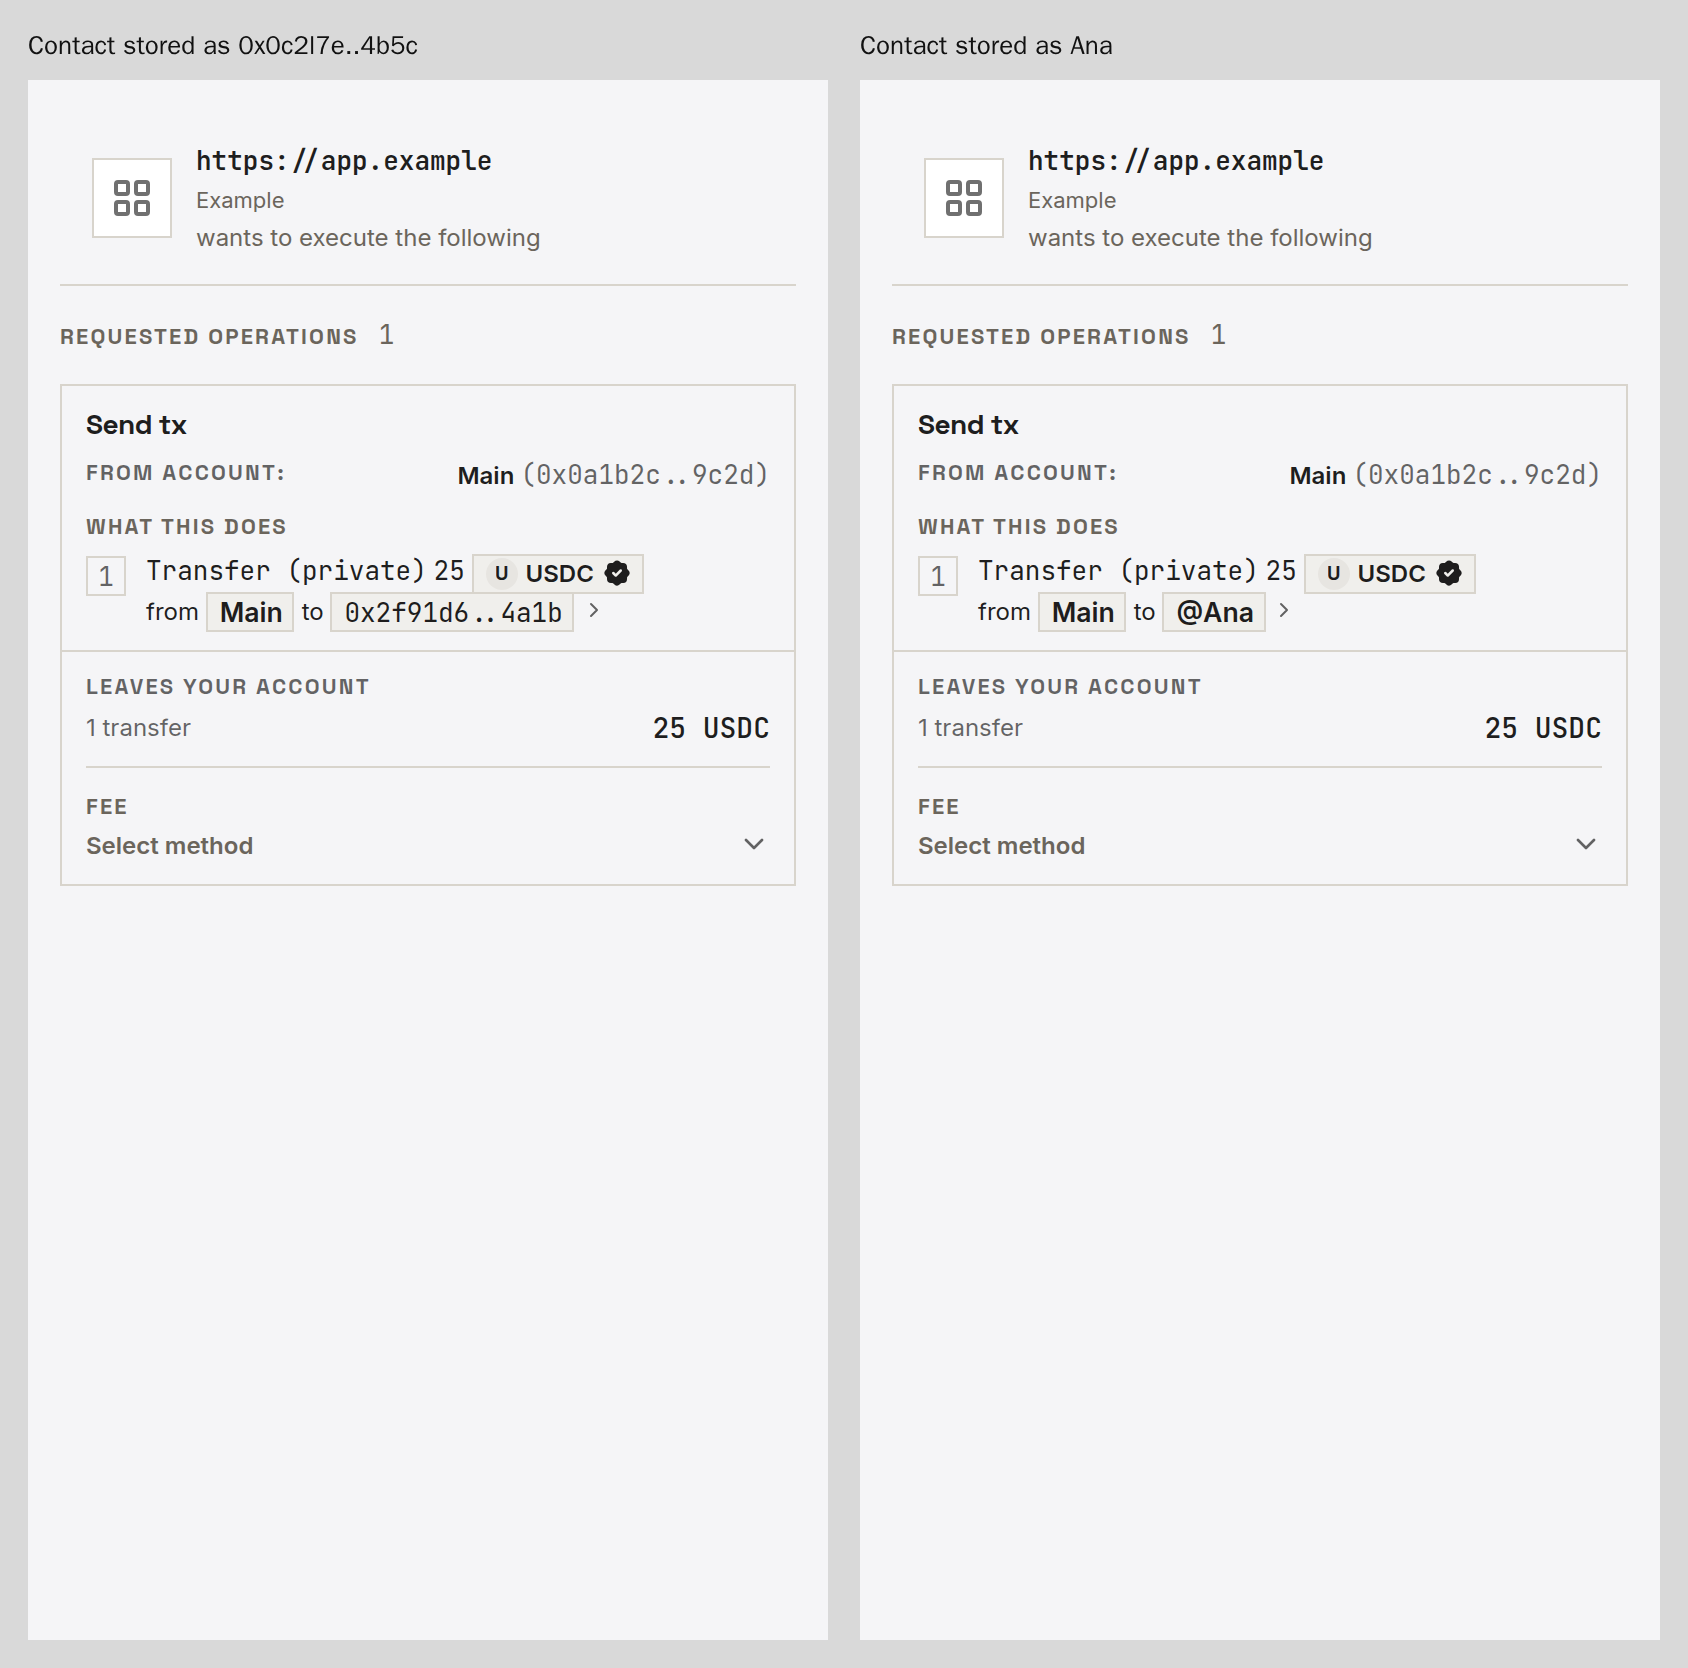 Contact stored as 0x0c2l7e..4b5c
https://app.example
Example
wants to execute the following
REQUESTED OPERATIONS 1
Send tx
FROM ACCOUNT: Main (0x0a1b2c..9c2d)
WHAT THIS DOES
1 Transfer (private) 25 U USDC
from Main to 0x2f91d6..4a1b
LEAVES YOUR ACCOUNT
1 transfer 25 USDC
FEE
Select method
Contact stored as Ana
https://app.example
Example
wants to execute the following
REQUESTED OPERATIONS 1
Send tx
FROM ACCOUNT: Main (0x0a1b2c..9c2d)
WHAT THIS DOES
1 Transfer (private) 25 U USDC
from Main to @Ana
LEAVES YOUR ACCOUNT
1 transfer 25 USDC
FEE
Select method